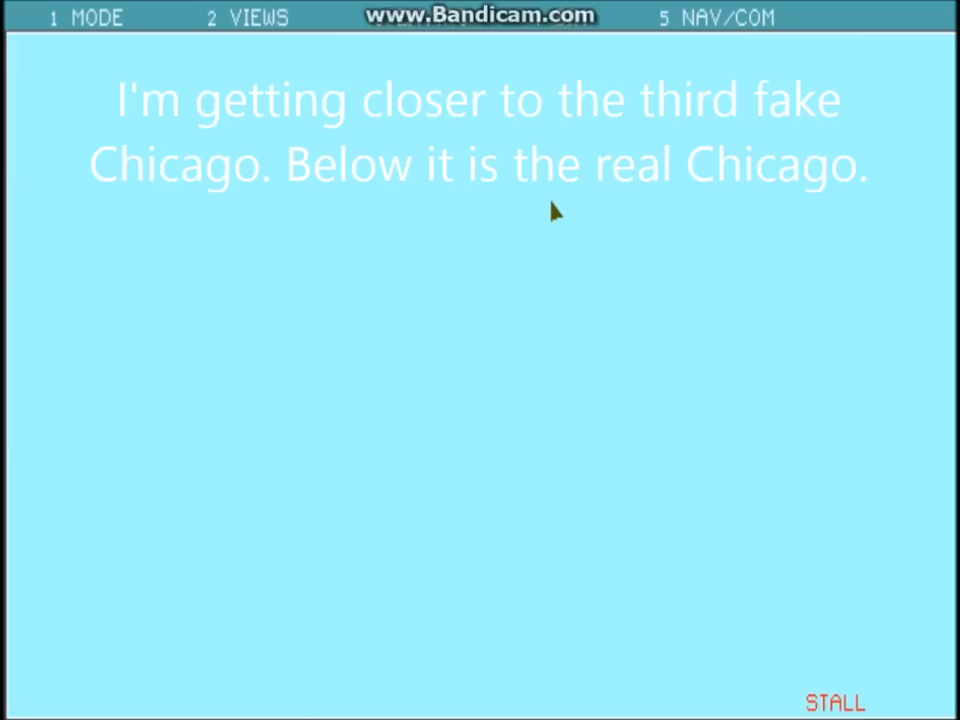 1 MODE 2 VIEWS www.Bandicam.com 5 NAV/COM
I'm getting closer to the third fake
Chicago. Below it is the real Chicago.
STALL